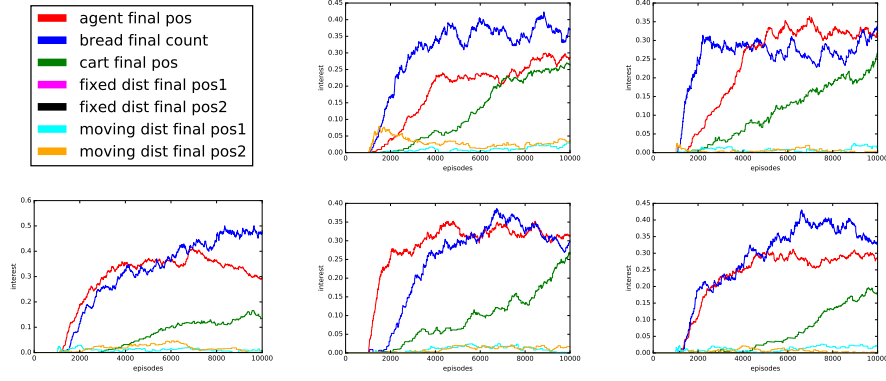 agent final pos
bread final count
cart final pos
fixed dist final pos1
fixed dist final pos2
moving dist final pos1
moving dist final pos2
0.45
0.40
0.35
0.30
0.25
0.20
0.15
0.10
0.05
0.00
interest
0 2000 4000 6000 8000 10000
episodes
0.40
0.35
0.30
0.25
0.20
0.15
0.10
0.05
0.00
interest
0 2000 4000 6000 8000 10000
episodes
0.6
0.5
0.4
0.3
0.2
0.1
0.0
interest
0 2000 4000 6000 8000 10000
episodes
0.40
0.35
0.30
0.25
0.20
0.15
0.10
0.05
0.00
interest
0 2000 4000 6000 8000 10000
episodes
0.45
0.40
0.35
0.30
0.25
0.20
0.15
0.10
0.05
0.00
interest
0 2000 4000 6000 8000 10000
episodes